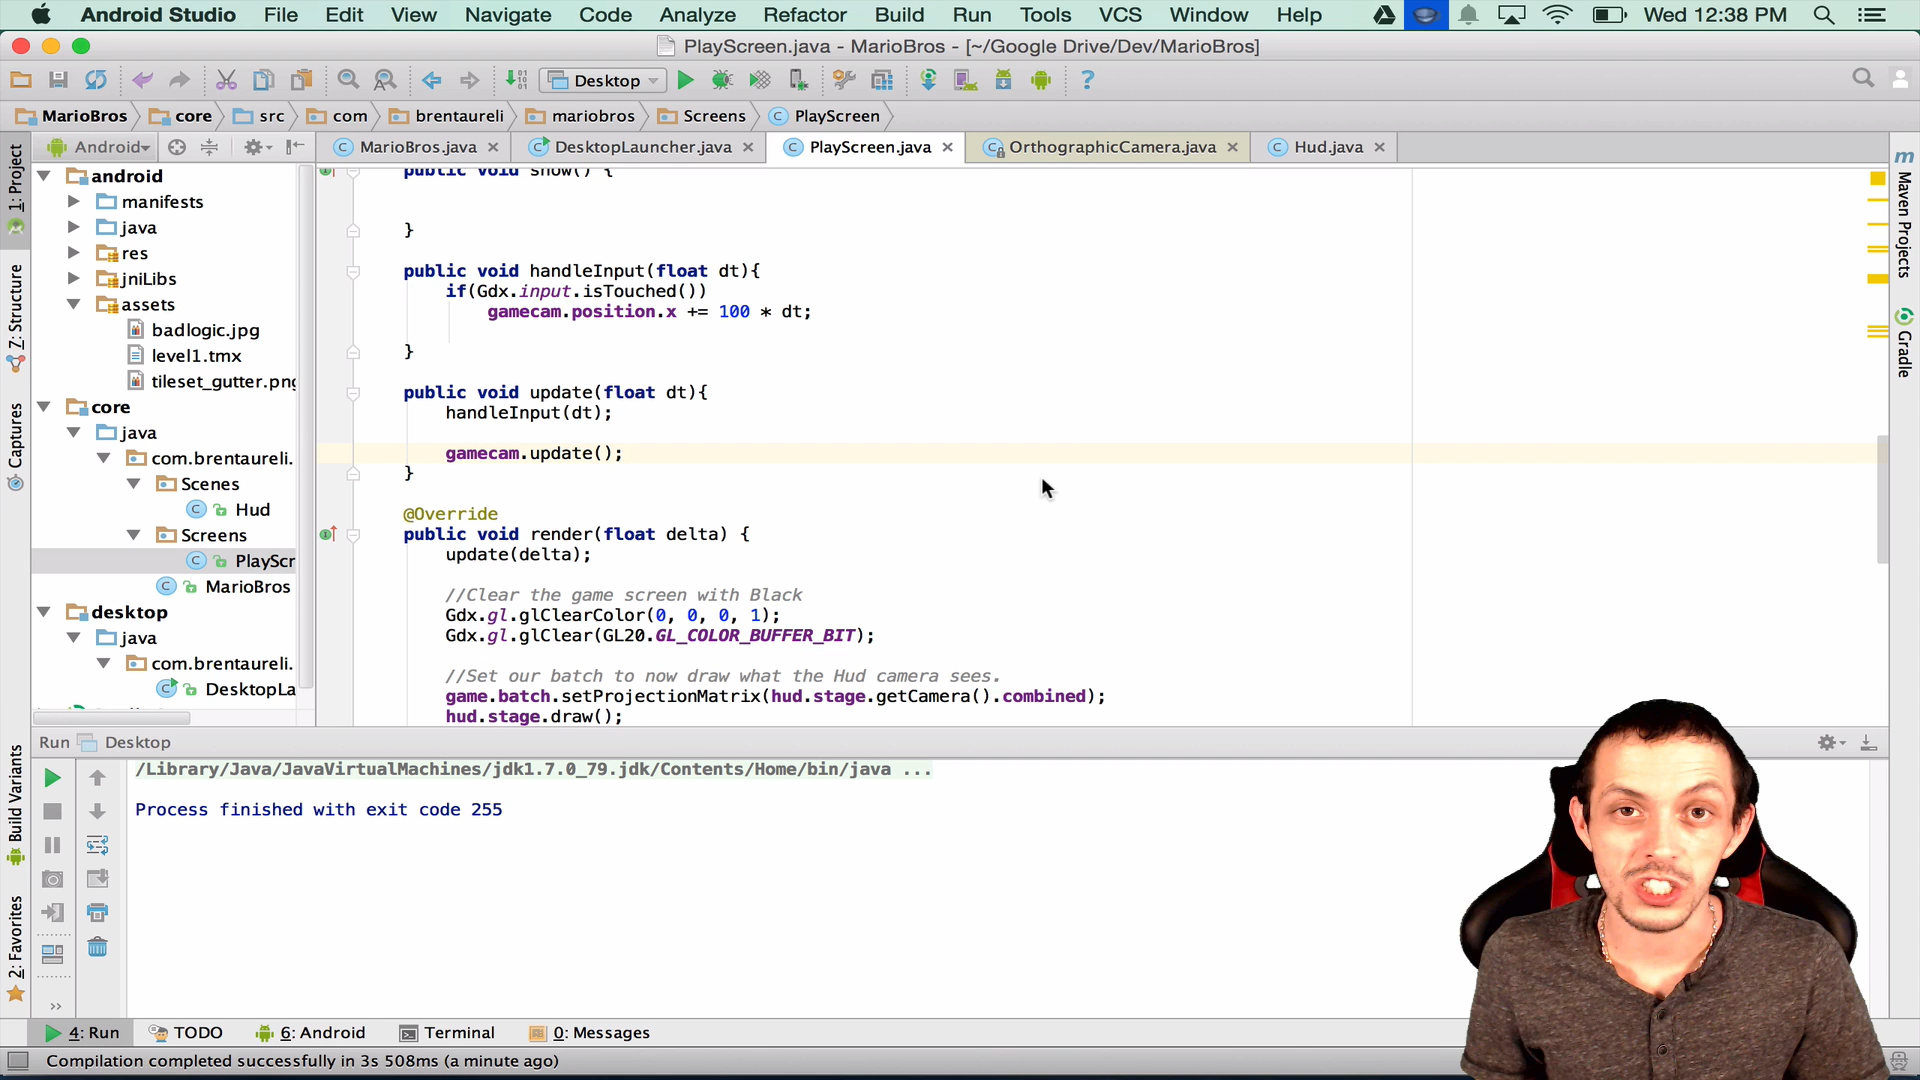 Android Studio File Edit View Navigate Code Analyze Refactor Build Run Tools VCS Window Help Wed 12:38 PM
PlayScreen.java - MarioBros - [~/Google Drive/Dev/MarioBros]
Desktop
MarioBros core src com brentaureli mariobros Screens PlayScreen
Android
MarioBros.java DesktopLauncher.java PlayScreen.java OrthographicCamera.java Hud.java
1: Project
Z: Structure
Captures
Build Variants
2: Favorites
android
manifests
java
res
jniLibs
assets
badlogic.jpg
level1.tmx
tileset_gutter.png
core
java
com.brentaureli.
Scenes
Hud
Screens
PlayScr
MarioBros
desktop
java
com.brentaureli.
DesktopLa
public void show() {
}
public void handleInput(float dt){
if(Gdx.input.isTouched())
gamecam.position.x += 100 * dt;
}
public void update(float dt){
handleInput(dt);
gamecam.update();
}
@Override
public void render(float delta) {
update(delta);
//Clear the game screen with Black
Gdx.gl.glClearColor(0, 0, 0, 1);
Gdx.gl.glClear(GL20.GL_COLOR_BUFFER_BIT);
//Set our batch to now draw what the Hud camera sees.
game.batch.setProjectionMatrix(hud.stage.getCamera().combined);
hud.stage.draw();
Maven Projects
Gradle
Run Desktop
/Library/Java/JavaVirtualMachines/jdk1.7.0_79.jdk/Contents/Home/bin/java ...
Process finished with exit code 255
4: Run TODO 6: Android Terminal 0: Messages
Compilation completed successfully in 3s 508ms (a minute ago)